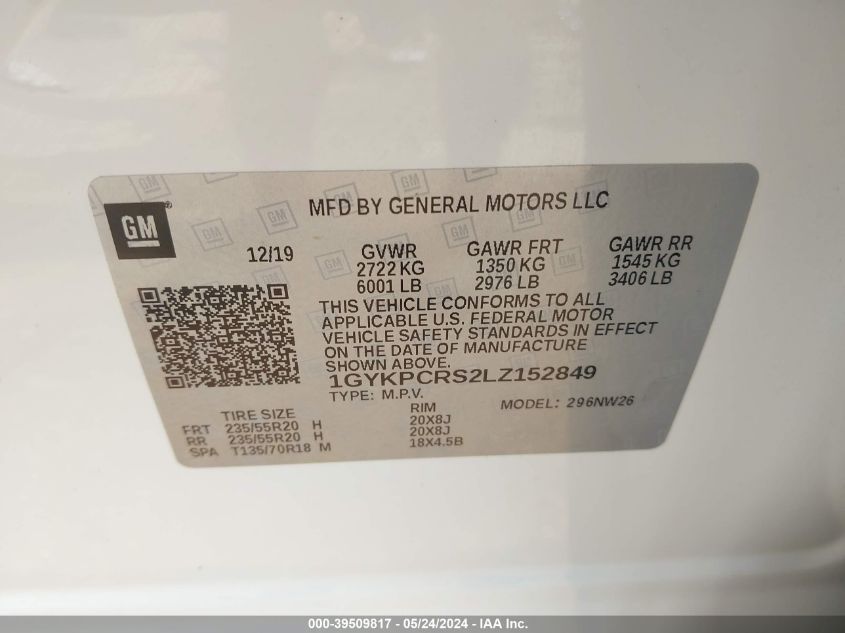 GM
MFD BY GENERAL MOTORS LLC
12/19 GVWR GAWR FRT GAWR RR
2722 KG 1350 KG 1545 KG
6001 LB 2976 LB 3406 LB
THIS VEHICLE CONFORMS TO ALL
APPLICABLE U.S. FEDERAL MOTOR
VEHICLE SAFETY STANDARDS IN EFFECT
ON THE DATE OF MANUFACTURE
SHOWN ABOVE.
1GYKPCRS2LZ152849
TYPE: M.P.V. MODEL: 296NW26
TIRE SIZE RIM
FRT 235/55R20 H 20X8J
RR 235/55R20 H 20X8J
SPA T135/70R18 M 18X4.5B
000-39509817 - 05/24/2024 - IAA Inc.